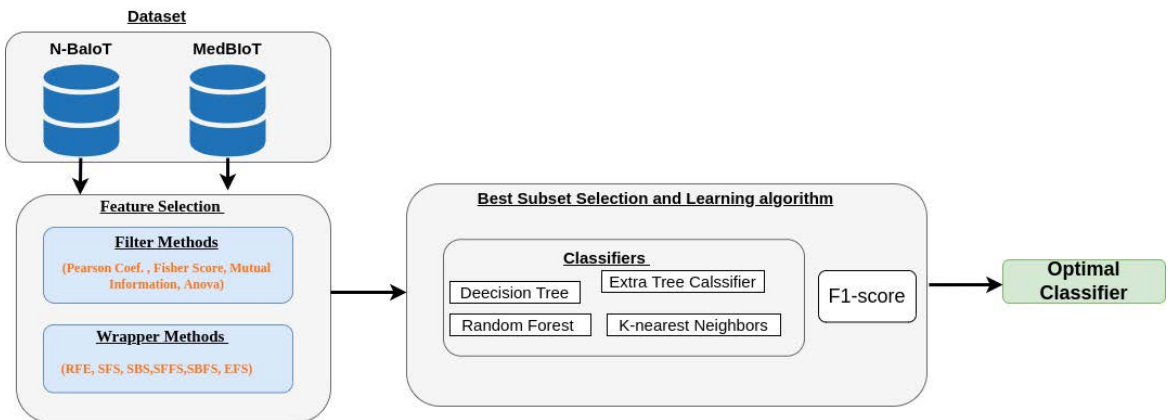 Dataset
N-BaIoT
MedBIoT
Feature Selection
Filter Methods
(Pearson Coef. , Fisher Score, Mutual
Information, Anova)
Wrapper Methods
(RFE, SFS, SBS,SFFS,SBFS, EFS)
Best Subset Selection and Learning algorithm
Classifiers
Deecision Tree
Extra Tree Calssifier
Random Forest
K-nearest Neighbors
F1-score
Optimal
Classifier